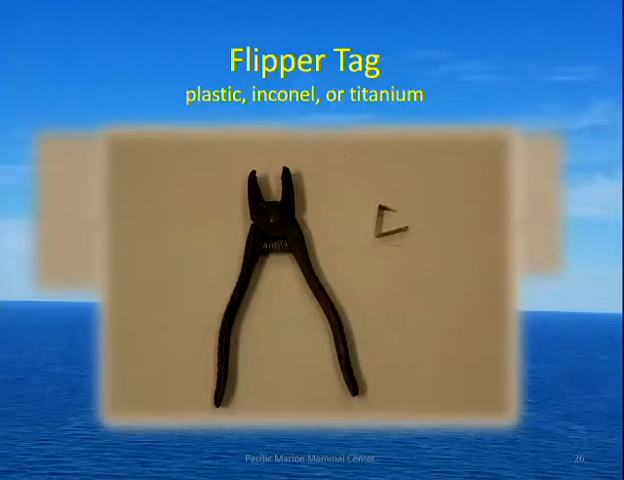 Flipper Tag
plastic, inconel, or titanium
Pacific Marine Mammal Center
26